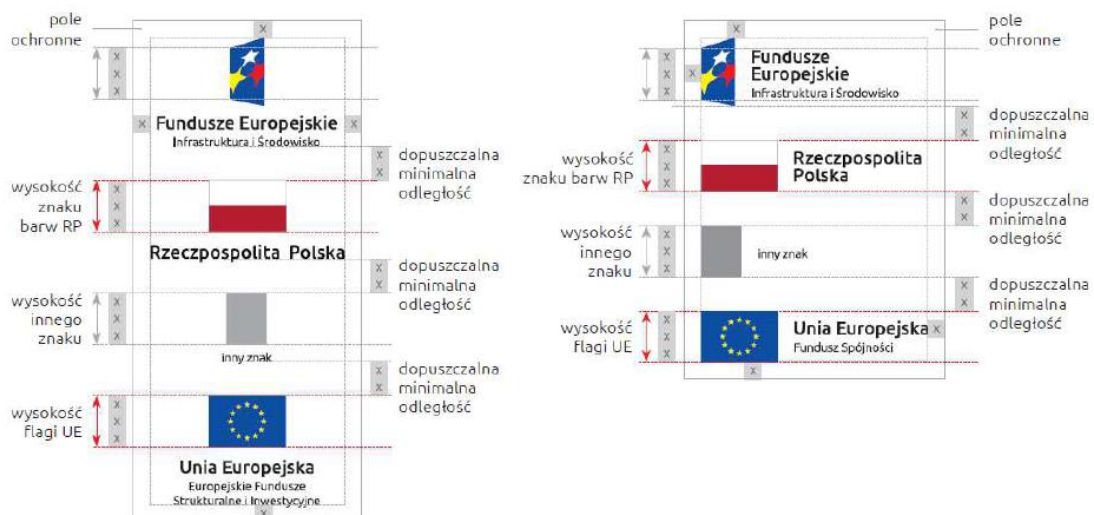 pole
ochronne
x
x
x
x
x
Fundusze Europejskie
x
Infrastruktura i Środowisko
x
x
dopuszczalna
minimalna
odległość
wysokość
znaku
barw RP
x
x
x
Rzeczpospolita Polska
x
x
dopuszczalna
minimalna
odległość
wysokość
innego
znaku
x
x
x
inny znak
x
x
dopuszczalna
minimalna
odległość
wysokość
flagi UE
x
x
x
Unia Europejska
Europejskie Fundusze
Strukturalne i Inwestycyjne
x
x
pole
ochronne
x
x
x
x
Fundusze
Europejskie
Infrastruktura i Środowisko
x
x
dopuszczalna
minimalna
odległość
wysokość
znaku barw RP
x
x
x
Rzeczpospolita
Polska
x
x
dopuszczalna
minimalna
odległość
wysokość
innego
znaku
x
x
x
inny znak
x
x
dopuszczalna
minimalna
odległość
wysokość
flagi UE
x
x
x
Unia Europejska
x
Fundusz Spójności
x